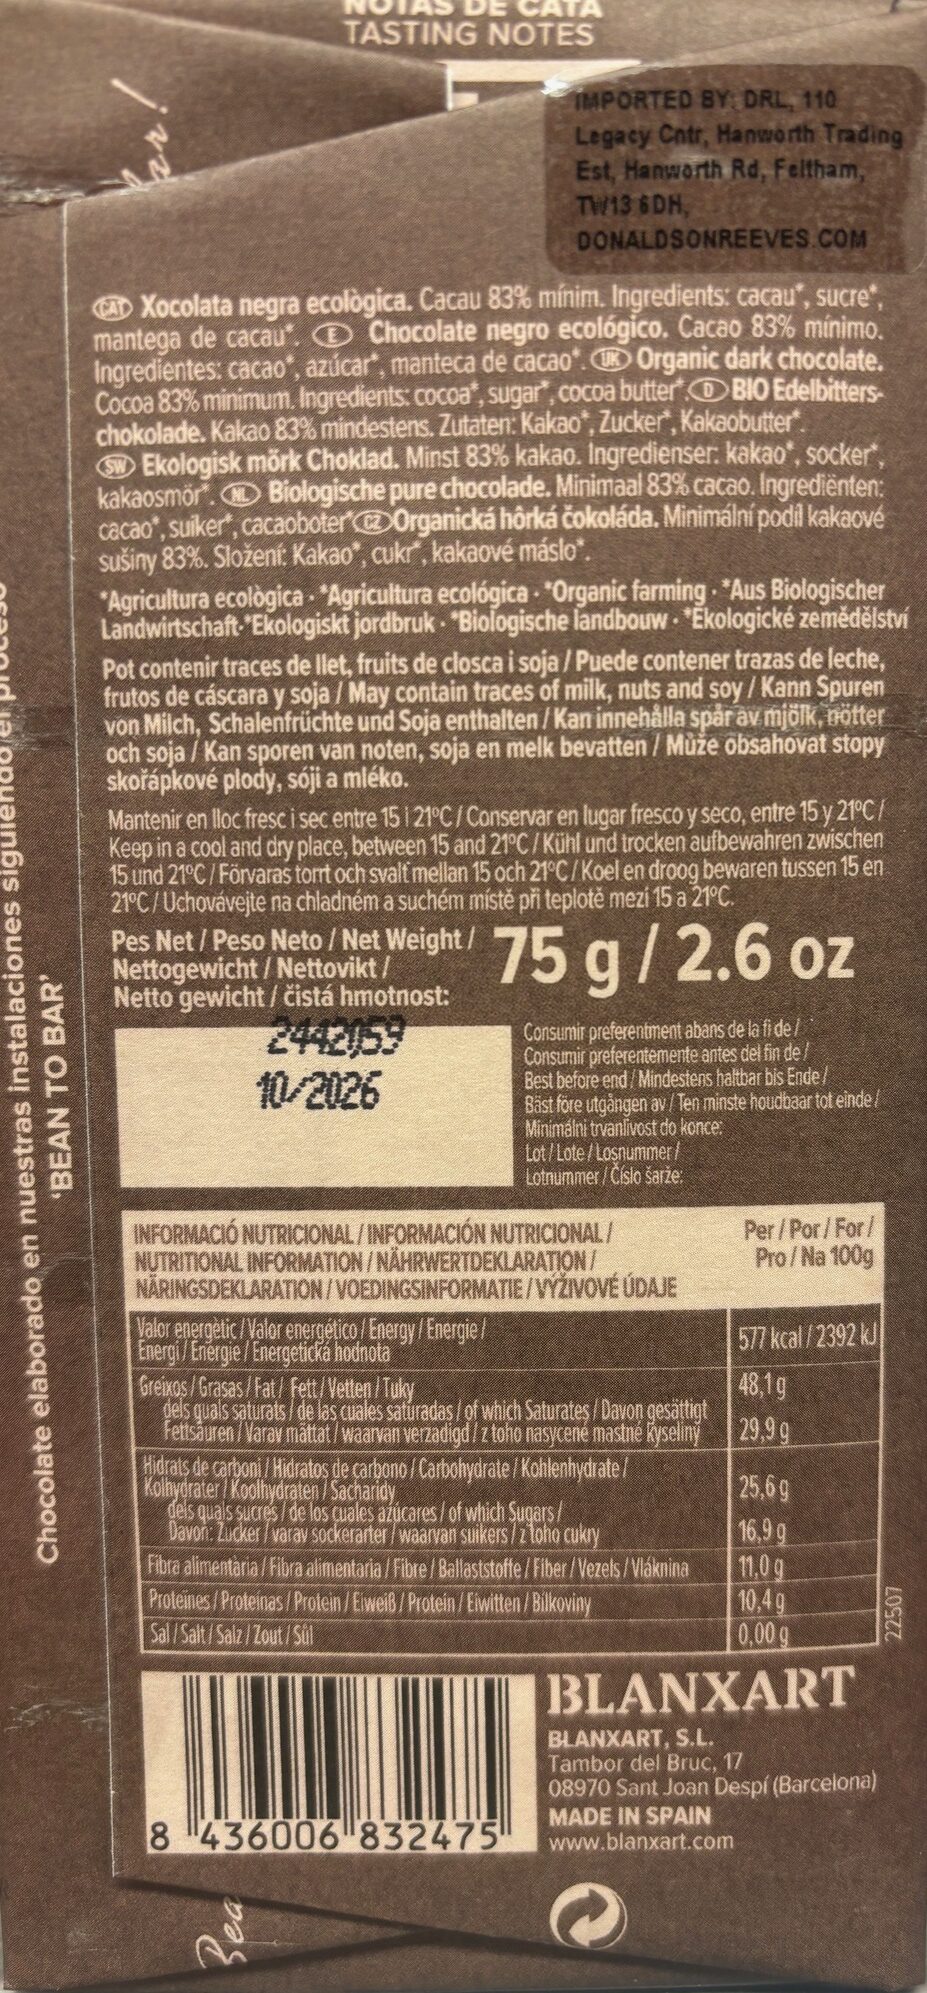 NOTAS DE CATA
TASTING NOTES
IMPORTED BY: DRL, 110
Legacy Cntr, Hanworth Trading
Est, Hanworth Rd, Feltham,
TW13 6DH,
DONALDSONREEVES.COM
CAT Xocolata negra ecològica. Cacau 83% mínim. Ingredients: cacau*, sucre*,
mantega de cacau*. E Chocolate negro ecológico. Cacao 83% mínimo.
Ingredientes: cacao*, azúcar*, manteca de cacao*. UK Organic dark chocolate.
Cocoa 83% minimum. Ingredients: cocoa*, sugar*, cocoa butter*. D BIO Edelbitters-
chokolade. Kakao 83% mindestens. Zutaten: Kakao*, Zucker*, Kakaobutter*.
SW Ekologisk mörk Choklad. Minst 83% kakao. Ingredienser: kakao*, socker*,
kakaosmör*. NL Biologische pure chocolade. Minimaal 83% cacao. Ingrediënten:
cacao*, suiker*, cacaoboter* CZ Organická hôrká čokoláda. Minimální podíl kakaové
sušiny 83%. Složení: Kakao*, cukr*, kakaové máslo*.
*Agricultura ecològica · *Agricultura ecológica · *Organic farming · *Aus Biologischer
Landwirtschaft·*Ekologiskt jordbruk · *Biologische landbouw · *Ekologické zemědělství
Pot contenir traces de llet, fruits de closca i soja / Puede contener trazas de leche,
frutos de cáscara y soja / May contain traces of milk, nuts and soy / Kann Spuren
von Milch, Schalenfrüchte und Soja enthalten / Kan innehålla spår av mjölk, nötter
och soja / Kan sporen van noten, soja en melk bevatten / Může obsahovat stopy
skořápkové plody, sóji a mléko.
Mantenir en lloc fresc i sec entre 15 i 21ºC / Conservar en lugar fresco y seco, entre 15 y 21ºC /
Keep in a cool and dry place, between 15 and 21ºC / Kühl und trocken aufbewahren zwischen
15 und 21ºC / Förvaras torrt och svalt mellan 15 och 21ºC / Koel en droog bewaren tussen 15 en
21ºC / Uchovávejte na chladném a suchém místě při teplotě mezi 15 a 21ºC.
Pes Net / Peso Neto / Net Weight /
Nettogewicht / Nettovikt /
Netto gewicht / čistá hmotnost:
75 g / 2.6 oz
2442159
10/2026
Consumir preferentment abans de la fi de /
Consumir preferentemente antes del fin de /
Best before end / Mindestens haltbar bis Ende /
Bäst före utgången av / Ten minste houdbaar tot einde /
Minimálni trvanlivost do konce:
Lot / Lote / Losnummer /
Lotnummer / Číslo šarže:
INFORMACIÓ NUTRICIONAL / INFORMACIÓN NUTRICIONAL /
NUTRITIONAL INFORMATION / NÄHRWERTDEKLARATION /
NÄRINGSDEKLARATION / VOEDINGSINFORMATIE / VÝŽIVOVÉ ÚDAJE
Per / Por / For /
Pro / Na 100g
Valor energètic / Valor energético / Energy / Energie /
Energi / Energie / Energetická hodnota
577 kcal / 2392 kJ
Greixos / Grasas / Fat / Fett / Vetten / Tuky
48,1 g
dels quals saturats / de las cuales saturadas / of which Saturates / Davon gesättigt
Fettsäuren / Varav mättat / waarvan verzadigd / z toho nasycené mastné kyseliny
29,9 g
Hidrats de carboni / Hidratos de carbono / Carbohydrate / Kohlenhydrate /
Kolhydrater / Koolhydraten / Sacharidy
25,6 g
dels quals sucres / de los cuales azúcares / of which Sugars /
Davon: Zucker / varav sockerarter / waarvan suikers / z toho cukry
16,9 g
Fibra alimentària / Fibra alimentaria / Fibre / Ballaststoffe / Fiber / Vezels / Vláknina
11,0 g
Proteïnes / Proteínas / Protein / Eiweiß / Protein / Eiwitten / Bílkoviny
10,4 g
Sal / Salt / Salz / Zout / Sůl
0,00 g
22507
8 436006 832475
BLANXART
BLANXART, S.L.
Tambor del Bruc, 17
08970 Sant Joan Despí (Barcelona)
MADE IN SPAIN
www.blanxart.com
Chocolate elaborado en nuestras instalaciones siguiendo el proceso
'BEAN TO BAR'
Bea